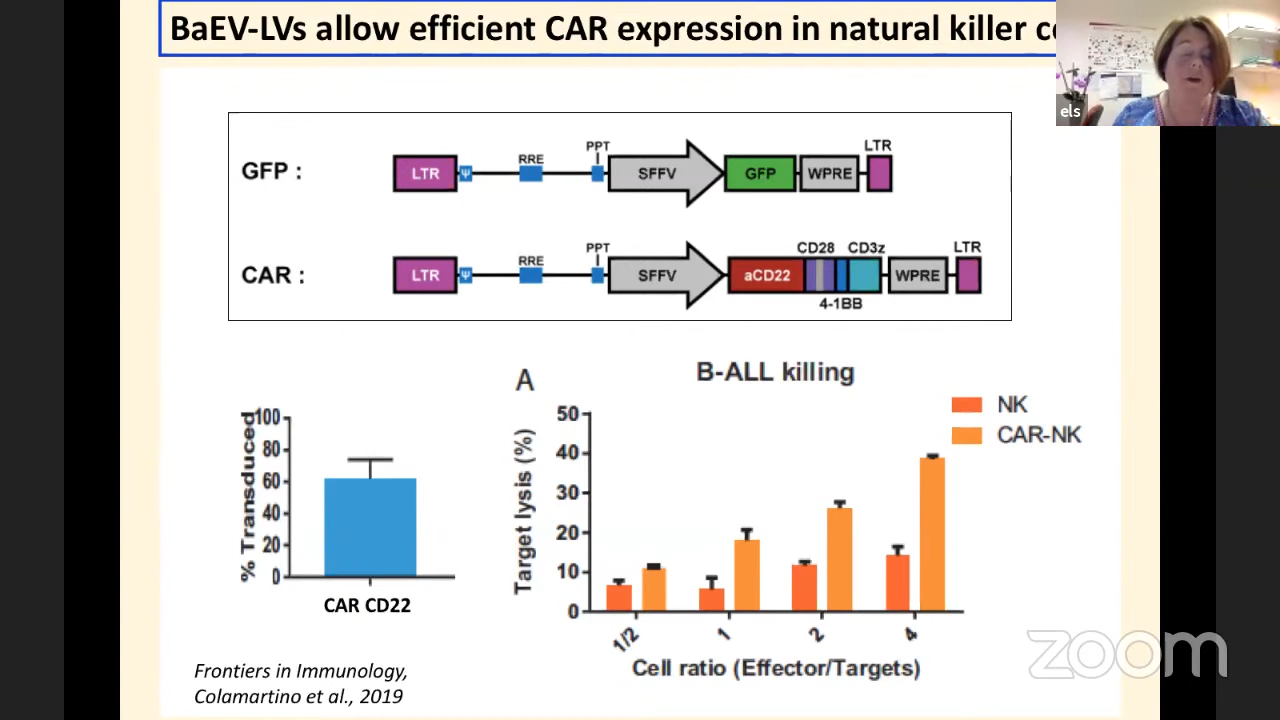 BaEV-LVs allow efficient CAR expression in natural killer
els
GFP :
LTR
Ψ
RRE
PPT
SFFV
GFP
WPRE
LTR
CAR :
LTR
Ψ
RRE
PPT
SFFV
aCD22
CD28
CD3z
4-1BB
WPRE
LTR
% Transduced
100
80
60
40
20
0
CAR CD22
A
B-ALL killing
NK
CAR-NK
Target lysis (%)
50
40
30
20
10
0
1/2
1
2
4
Cell ratio (Effector/Targets)
Frontiers in Immunology,
Colamartino et al., 2019
zoom